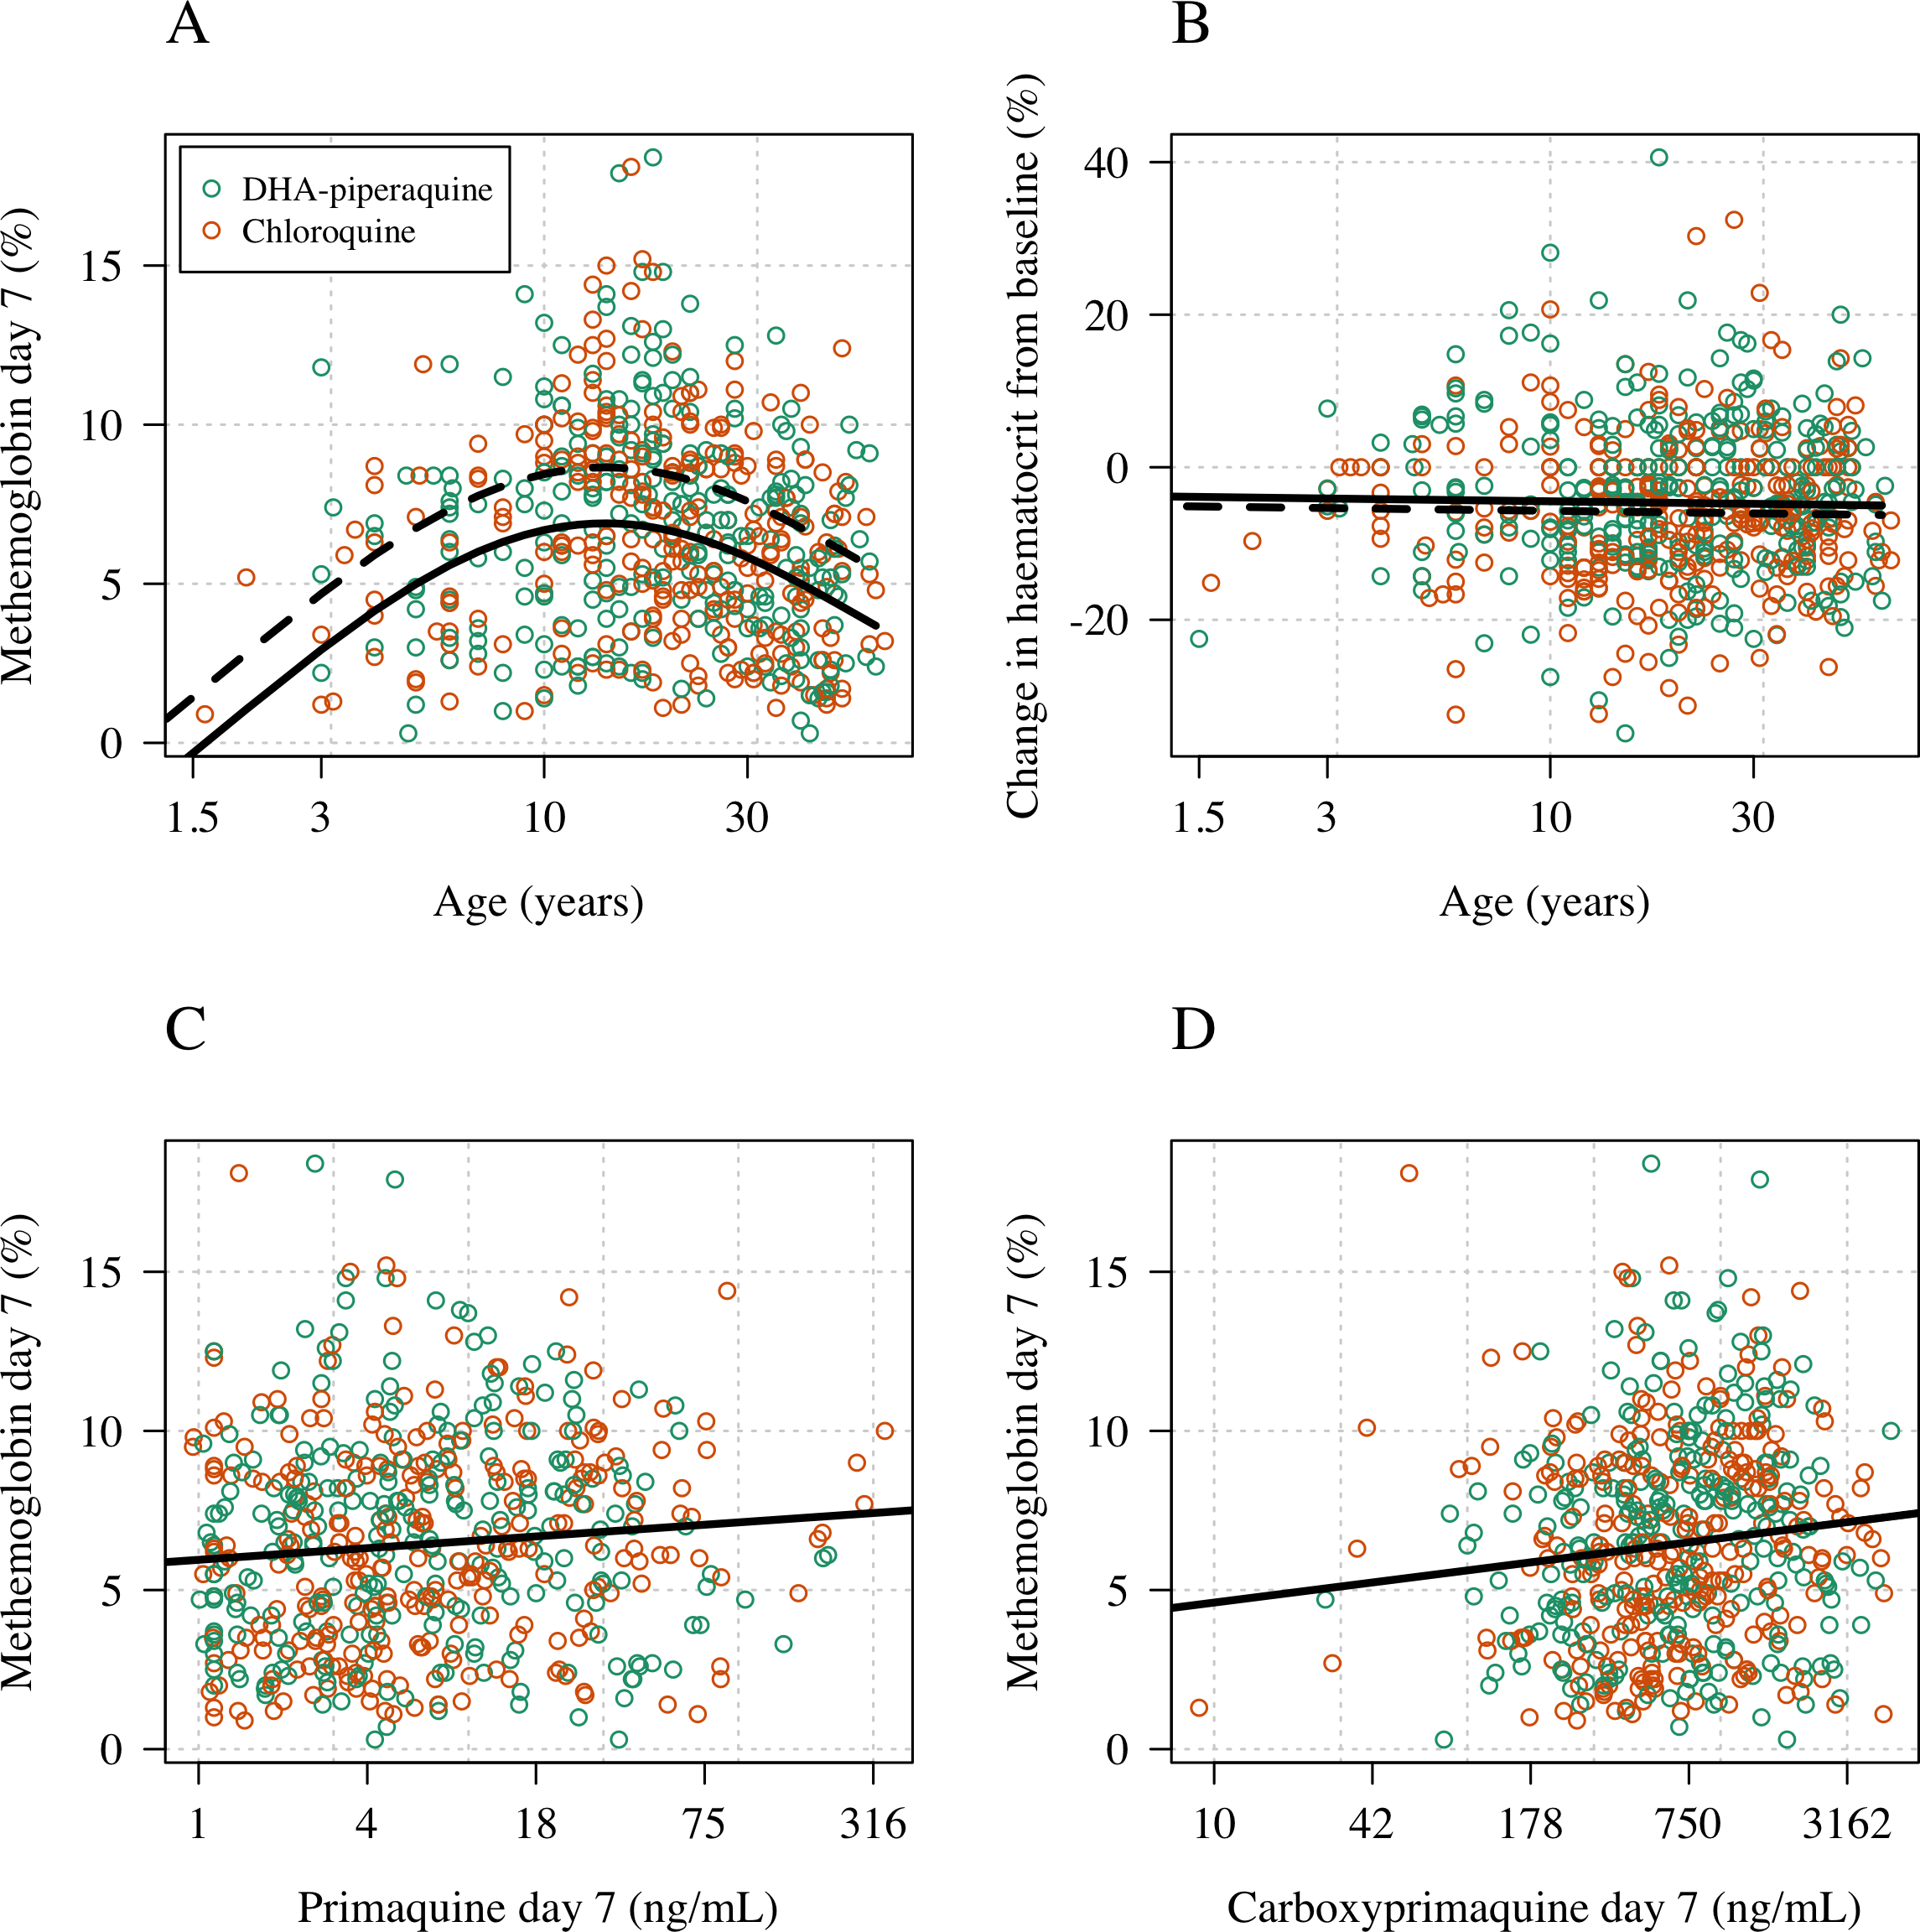 A
Methemoglobin day 7 (%)
15
10
5
0
DHA-piperaquine
Chloroquine
1.5 3 10 30
Age (years)
B
Change in haematocrit from baseline (%)
40
20
0
-20
1.5 3 10 30
Age (years)
C
Methemoglobin day 7 (%)
15
10
5
0
1 4 18 75 316
Primaquine day 7 (ng/mL)
D
Methemoglobin day 7 (%)
15
10
5
0
10 42 178 750 3162
Carboxyprimaquine day 7 (ng/mL)